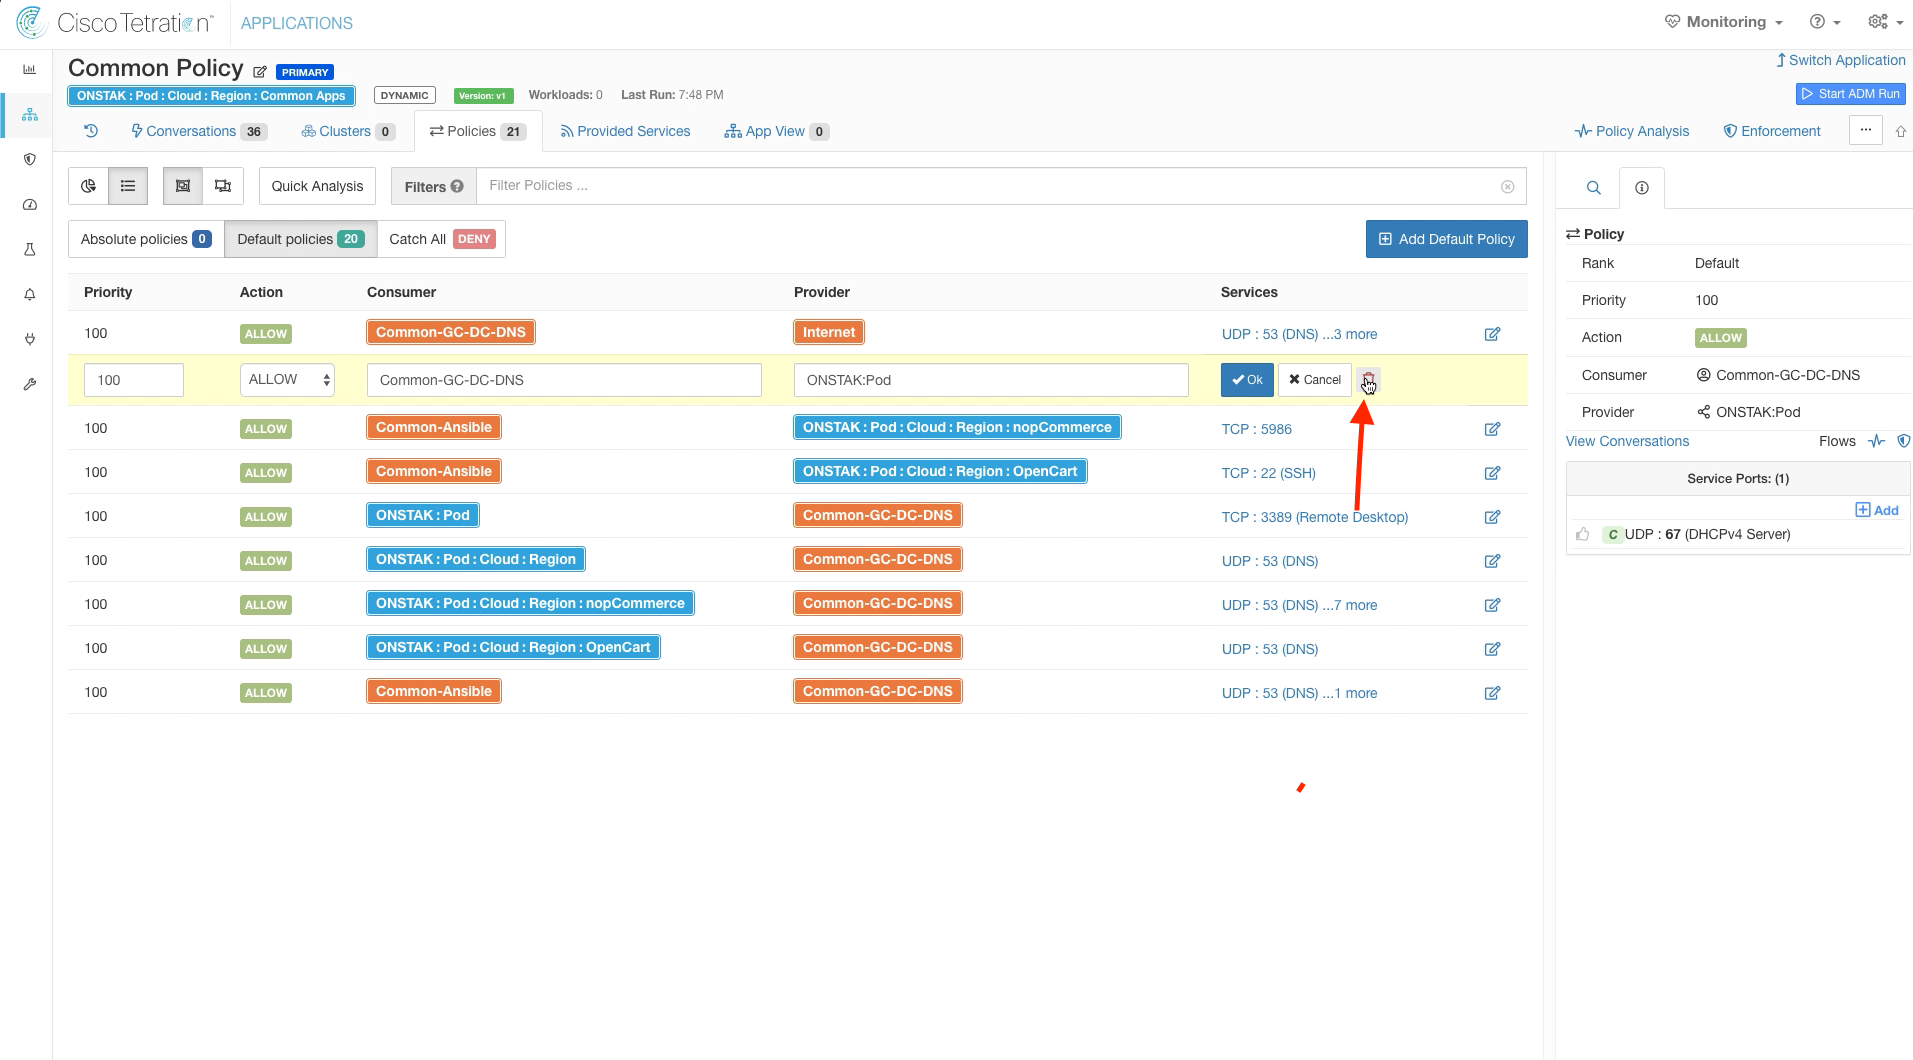 Cisco Tetration™ APPLICATIONS Monitoring
Common Policy PRIMARY Switch Application
ONSTAK : Pod : Cloud : Region : Common Apps DYNAMIC Version: v1 Workloads: 0 Last Run: 7:48 PM Start ADM Run
Conversations 36 Clusters 0 Policies 21 Provided Services App View 0 Policy Analysis Enforcement ...
Quick Analysis Filters ? Filter Policies ...
Absolute policies 0 Default policies 20 Catch All DENY Add Default Policy
Priority Action Consumer Provider Services
100 ALLOW Common-GC-DC-DNS Internet UDP : 53 (DNS) ...3 more
100 ALLOW Common-GC-DC-DNS ONSTAK:Pod Ok Cancel
100 ALLOW Common-Ansible ONSTAK : Pod : Cloud : Region : nopCommerce TCP : 5986
100 ALLOW Common-Ansible ONSTAK : Pod : Cloud : Region : OpenCart TCP : 22 (SSH)
100 ALLOW ONSTAK : Pod Common-GC-DC-DNS TCP : 3389 (Remote Desktop)
100 ALLOW ONSTAK : Pod : Cloud : Region Common-GC-DC-DNS UDP : 53 (DNS)
100 ALLOW ONSTAK : Pod : Cloud : Region : nopCommerce Common-GC-DC-DNS UDP : 53 (DNS) ...7 more
100 ALLOW ONSTAK : Pod : Cloud : Region : OpenCart Common-GC-DC-DNS UDP : 53 (DNS)
100 ALLOW Common-Ansible Common-GC-DC-DNS UDP : 53 (DNS) ...1 more
Policy
Rank Default
Priority 100
Action ALLOW
Consumer Common-GC-DC-DNS
Provider ONSTAK:Pod
View Conversations Flows
Service Ports: (1)
Add
C UDP : 67 (DHCPv4 Server)